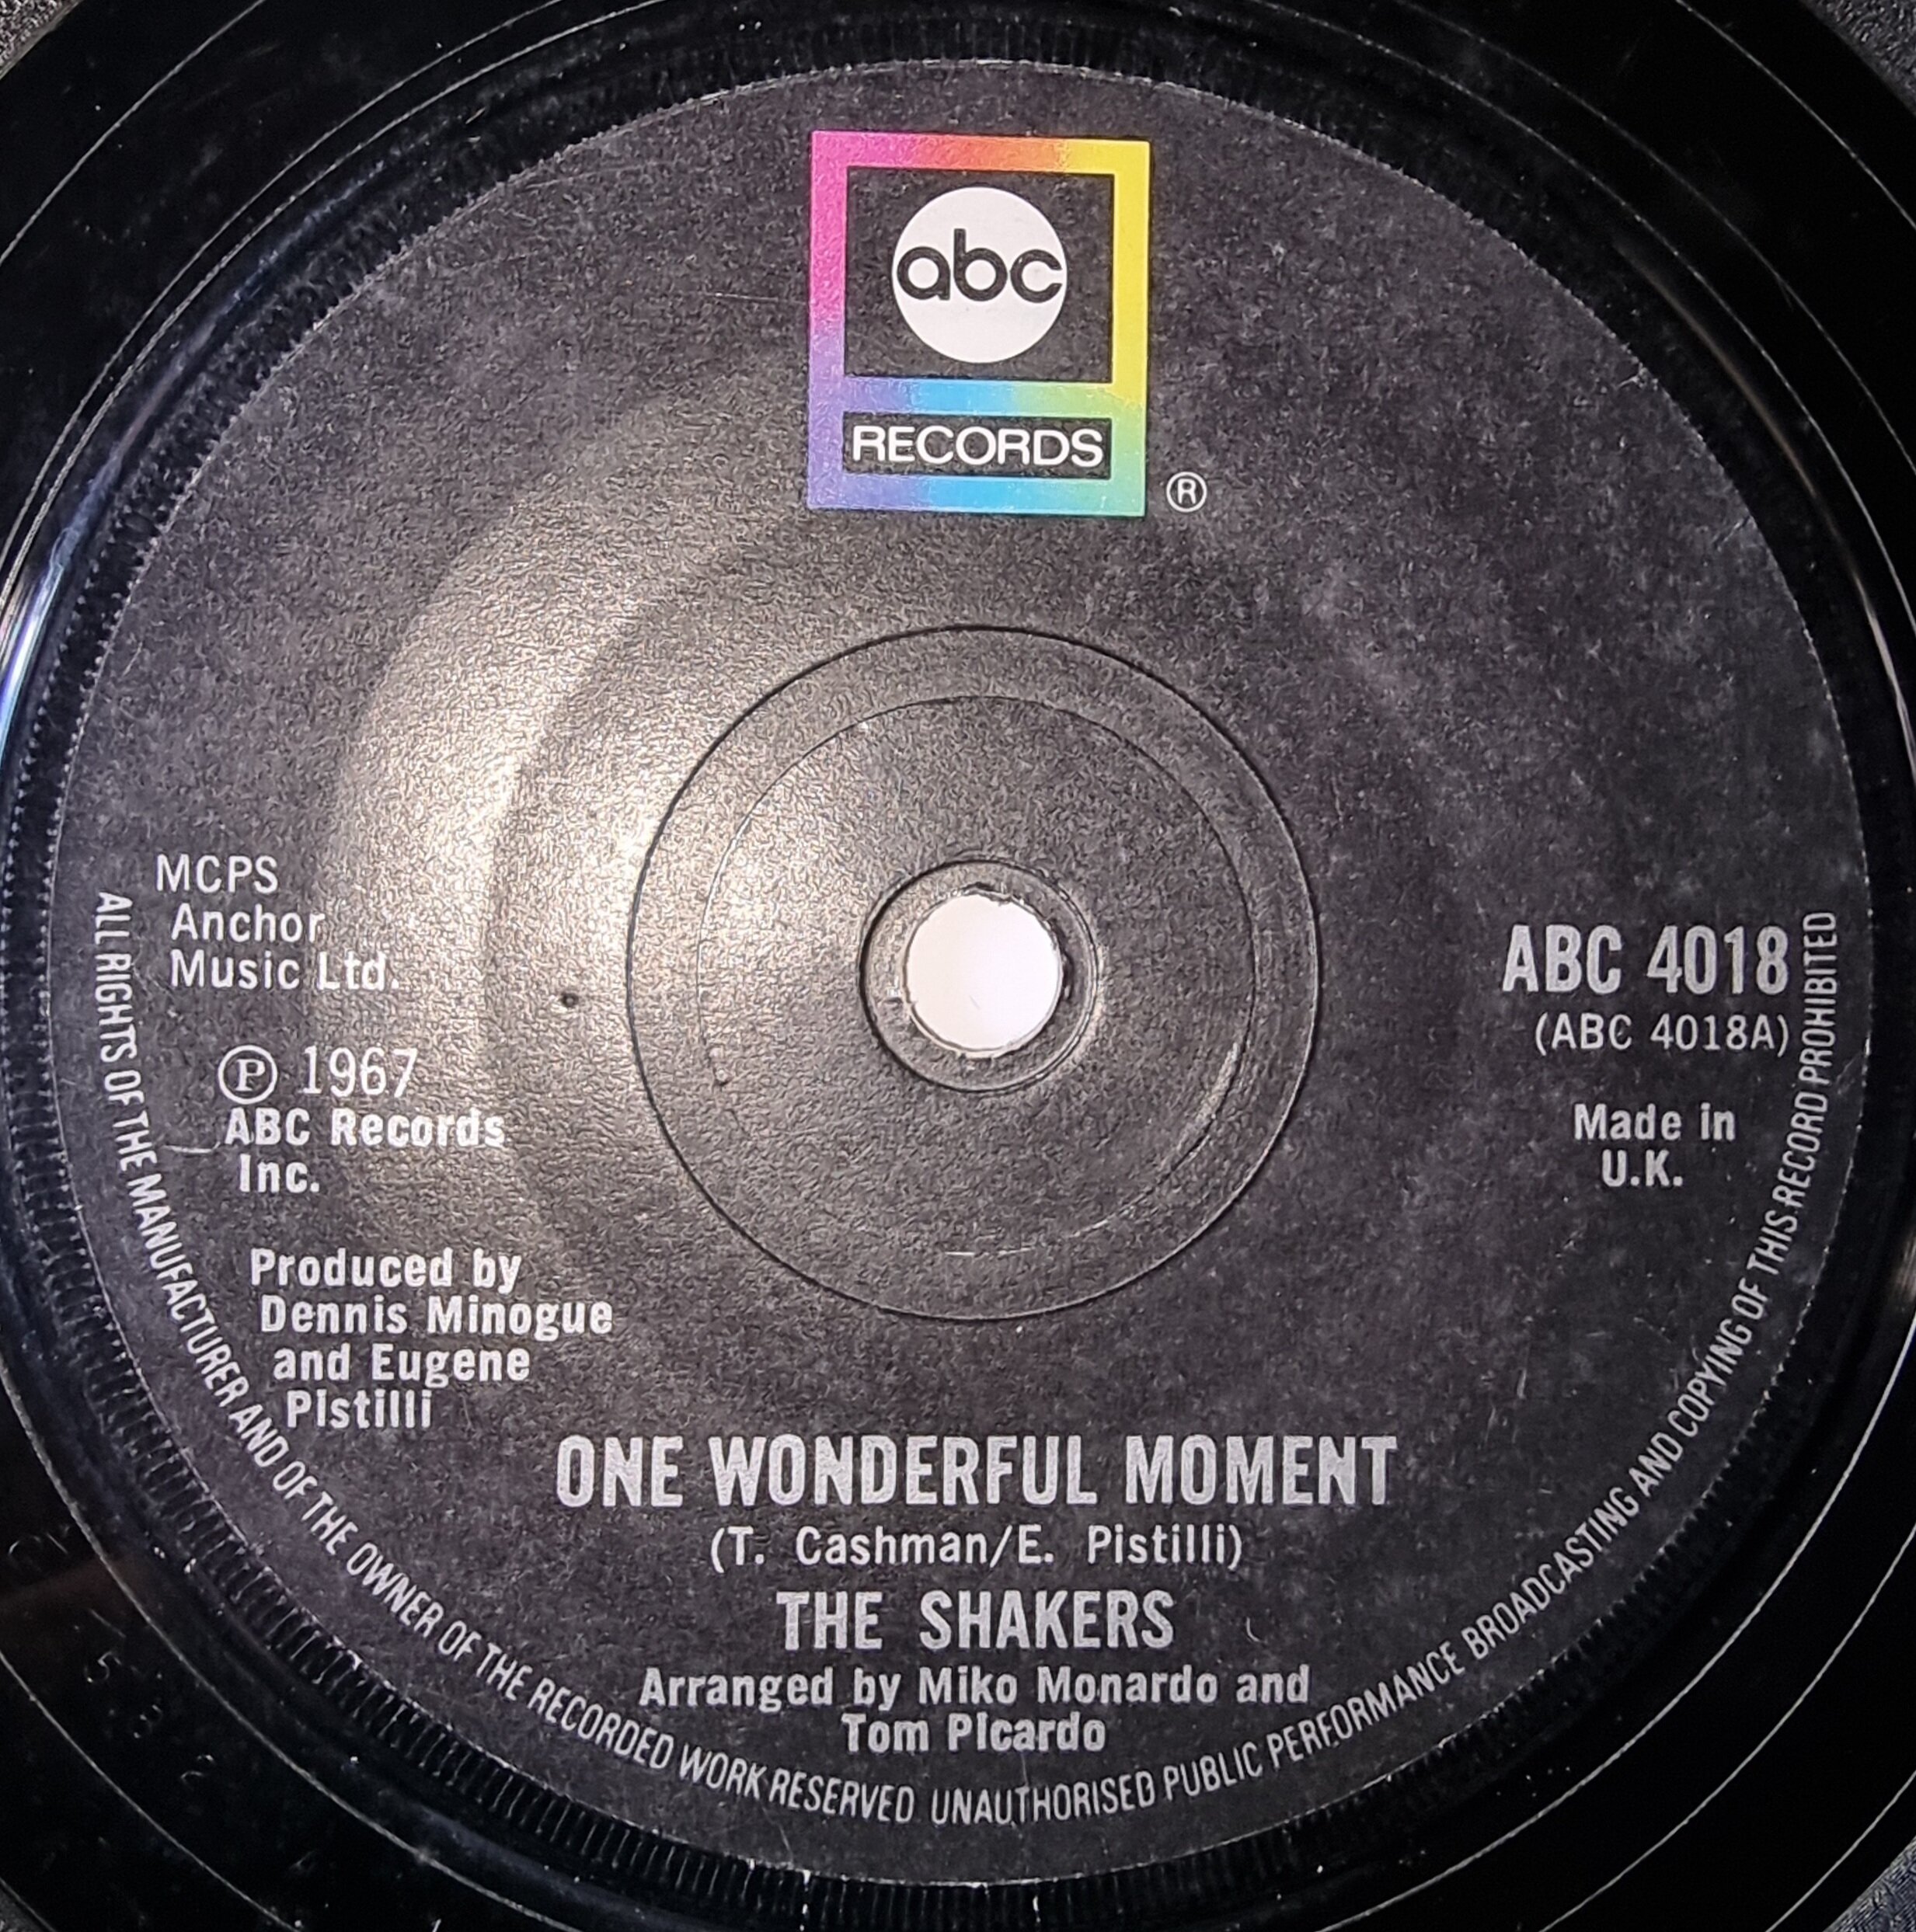 abc
RECORDS
®
MCPS
Anchor
Music Ltd.
℗ 1967
ABC Records
Inc.
Produced by
Dennis Minogue
and Eugene
Pistilli
ABC 4018
(ABC 4018A)
Made in
U.K.
ONE WONDERFUL MOMENT
(T. Cashman/E. Pistilli)
THE SHAKERS
Arranged by Miko Monardo and
Tom Picardo
ALL RIGHTS OF THE MANUFACTURER AND OF THE OWNER OF THE RECORDED WORK RESERVED UNAUTHORISED PUBLIC PERFORMANCE BROADCASTING AND COPYING OF THIS RECORD PROHIBITED